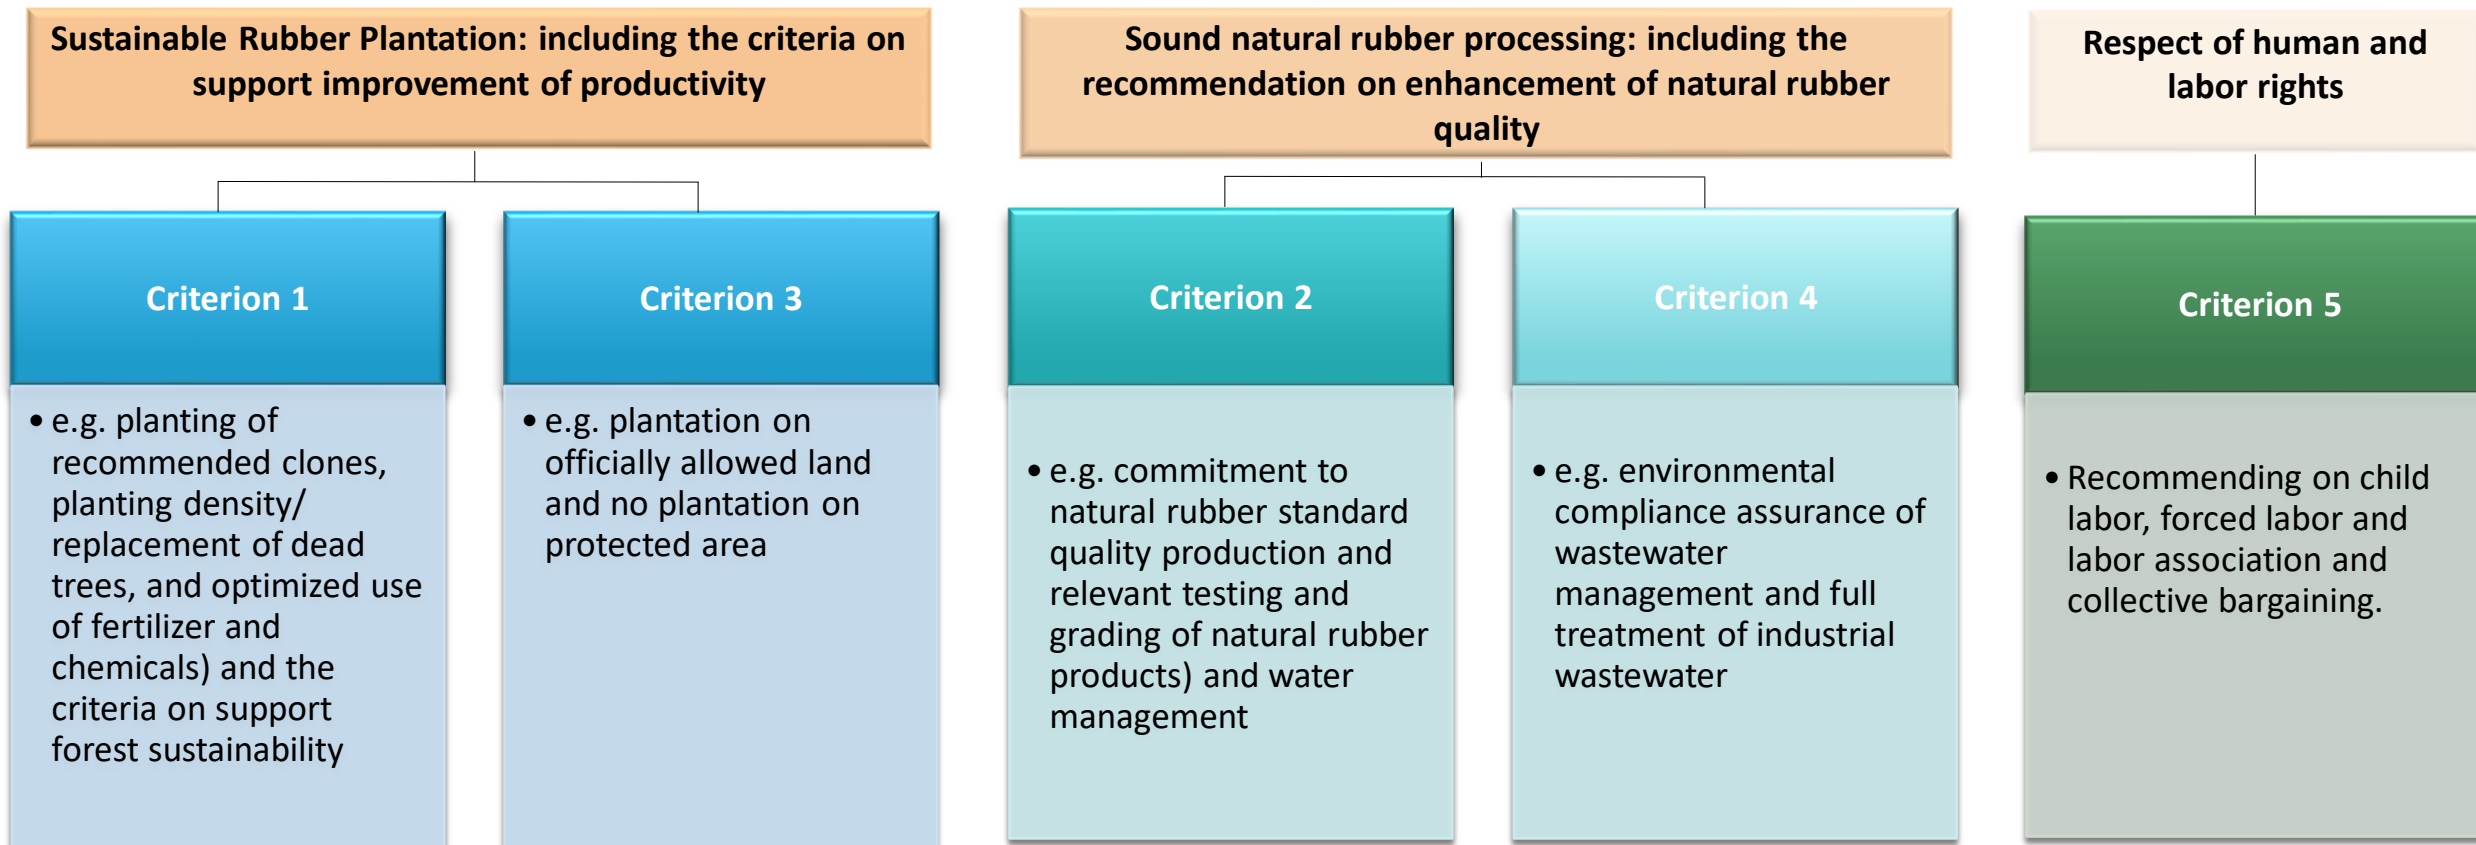 Sustainable Rubber Plantation: including the criteria on
support improvement of productivity
Sound natural rubber processing: including the
recommendation on enhancement of natural rubber
quality
Respect of human and
labor rights
Criterion 1
• e.g. planting of
recommended clones,
planting density/
replacement of dead
trees, and optimized use
of fertilizer and
chemicals) and the
criteria on support
forest sustainability
Criterion 3
• e.g. plantation on
officially allowed land
and no plantation on
protected area
Criterion 2
• e.g. commitment to
natural rubber standard
quality production and
relevant testing and
grading of natural rubber
products) and water
management
Criterion 4
• e.g. environmental
compliance assurance of
wastewater
management and full
treatment of industrial
wastewater
Criterion 5
• Recommending on child
labor, forced labor and
labor association and
collective bargaining.